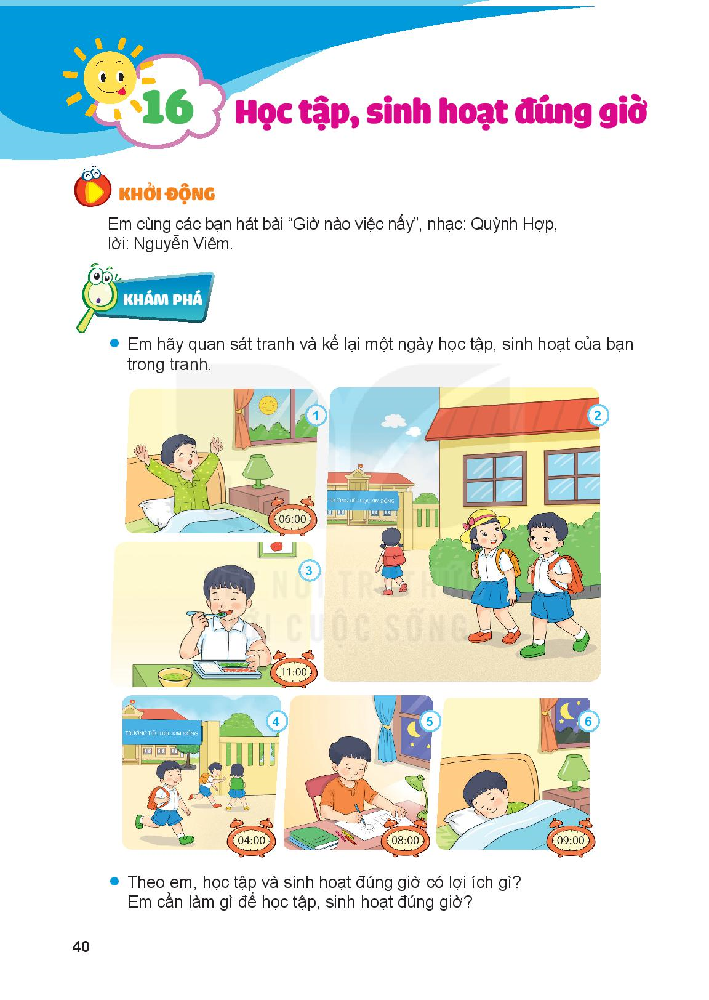 16
Học tập, sinh hoạt đúng giờ
KHỞI ĐỘNG
Em cùng các bạn hát bài “Giờ nào việc nấy”, nhạc: Quỳnh Hợp,
lời: Nguyễn Viêm.
KHÁM PHÁ
Em hãy quan sát tranh và kể lại một ngày học tập, sinh hoạt của bạn
trong tranh.
1
06:00
2
TRƯỜNG TIỂU HỌC KIM ĐỒNG
3
11:00
4
TRƯỜNG TIỂU HỌC KIM ĐỒNG
04:00
5
08:00
6
09:00
Theo em, học tập và sinh hoạt đúng giờ có lợi ích gì?
Em cần làm gì để học tập, sinh hoạt đúng giờ?
40